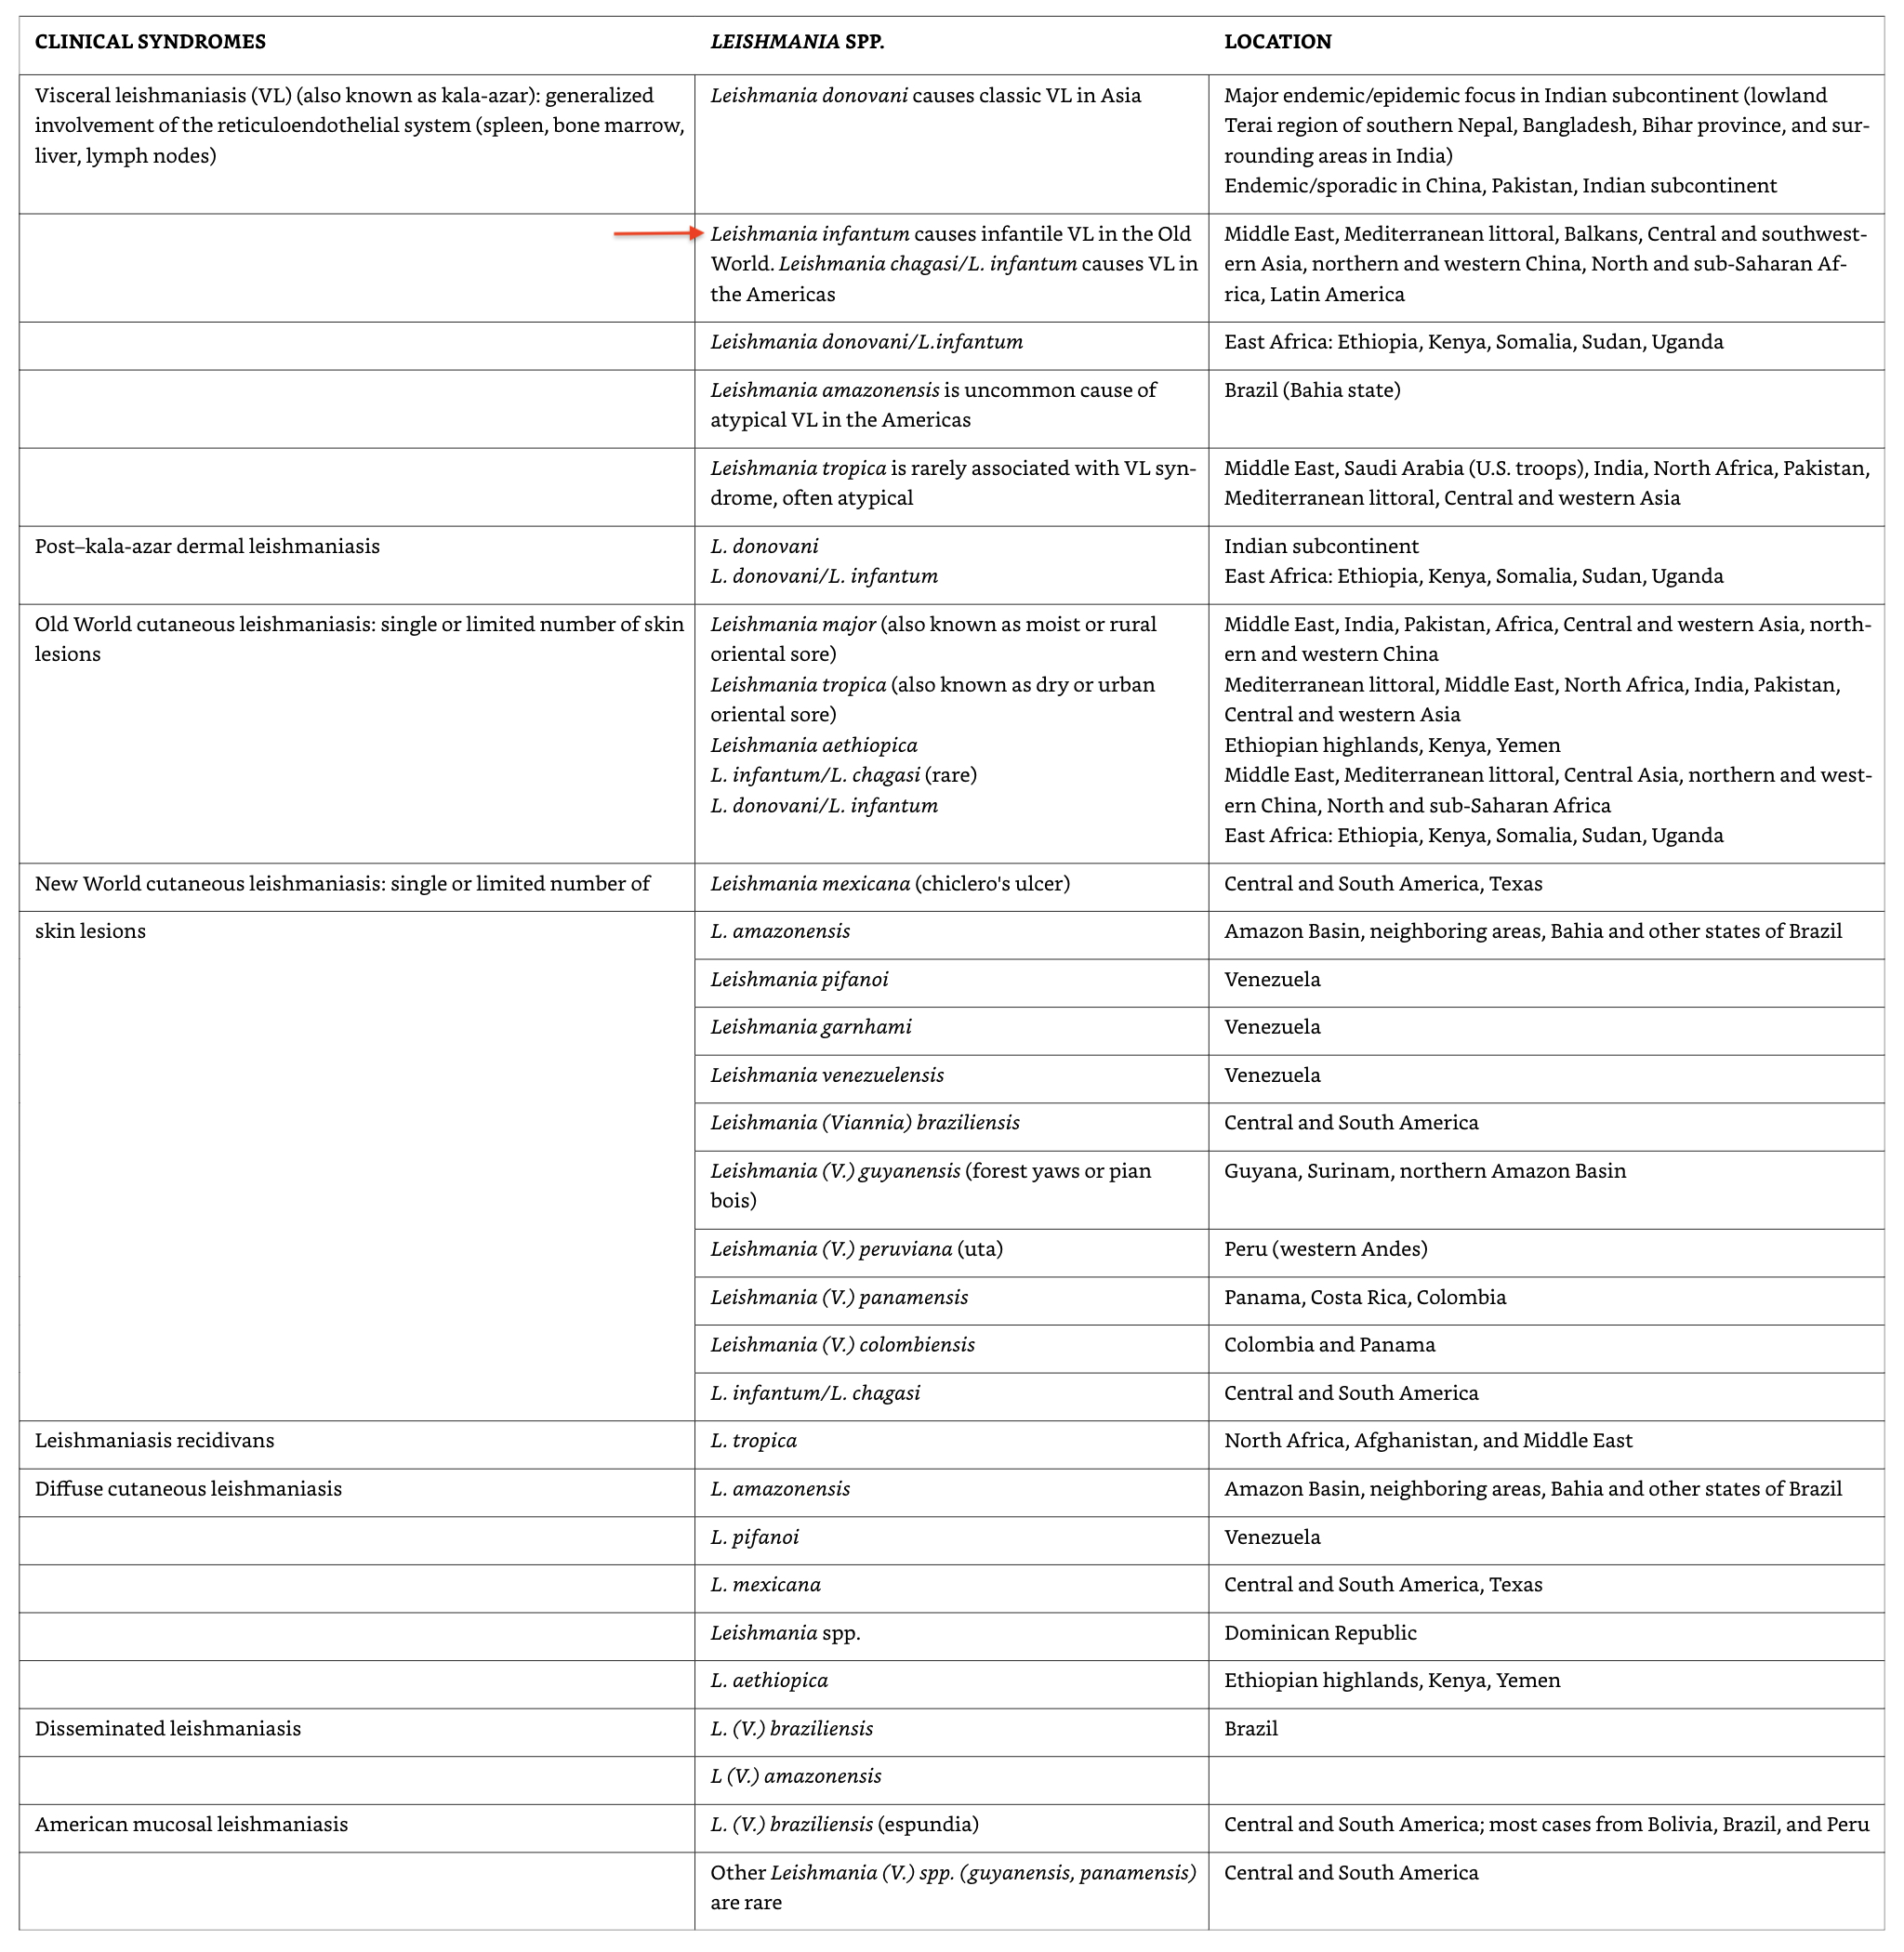 CLINICAL SYNDROMES
LEISHMANIA SPP.
LOCATION
Visceral leishmaniasis (VL) (also known as kala-azar): generalized
involvement of the reticuloendothelial system (spleen, bone marrow,
liver, lymph nodes)
Leishmania donovani causes classic VL in Asia
Major endemic/epidemic focus in Indian subcontinent (lowland
Terai region of southern Nepal, Bangladesh, Bihar province, and sur-
rounding areas in India)
Endemic/sporadic in China, Pakistan, Indian subcontinent
Leishmania infantum causes infantile VL in the Old
World. Leishmania chagasi/L. infantum causes VL in
the Americas
Middle East, Mediterranean littoral, Balkans, Central and southwest-
ern Asia, northern and western China, North and sub-Saharan Af-
rica, Latin America
Leishmania donovani/L.infantum
East Africa: Ethiopia, Kenya, Somalia, Sudan, Uganda
Leishmania amazonensis is uncommon cause of
atypical VL in the Americas
Brazil (Bahia state)
Leishmania tropica is rarely associated with VL syn-
drome, often atypical
Middle East, Saudi Arabia (U.S. troops), India, North Africa, Pakistan,
Mediterranean littoral, Central and western Asia
Post–kala-azar dermal leishmaniasis
L. donovani
L. donovani/L. infantum
Indian subcontinent
East Africa: Ethiopia, Kenya, Somalia, Sudan, Uganda
Old World cutaneous leishmaniasis: single or limited number of skin
lesions
Leishmania major (also known as moist or rural
oriental sore)
Leishmania tropica (also known as dry or urban
oriental sore)
Leishmania aethiopica
L. infantum/L. chagasi (rare)
L. donovani/L. infantum
Middle East, India, Pakistan, Africa, Central and western Asia, north-
ern and western China
Mediterranean littoral, Middle East, North Africa, India, Pakistan,
Central and western Asia
Ethiopian highlands, Kenya, Yemen
Middle East, Mediterranean littoral, Central Asia, northern and west-
ern China, North and sub-Saharan Africa
East Africa: Ethiopia, Kenya, Somalia, Sudan, Uganda
New World cutaneous leishmaniasis: single or limited number of
Leishmania mexicana (chiclero's ulcer)
Central and South America, Texas
skin lesions
L. amazonensis
Amazon Basin, neighboring areas, Bahia and other states of Brazil
Leishmania pifanoi
Venezuela
Leishmania garnhami
Venezuela
Leishmania venezuelensis
Venezuela
Leishmania (Viannia) braziliensis
Central and South America
Leishmania (V.) guyanensis (forest yaws or pian
bois)
Guyana, Surinam, northern Amazon Basin
Leishmania (V.) peruviana (uta)
Peru (western Andes)
Leishmania (V.) panamensis
Panama, Costa Rica, Colombia
Leishmania (V.) colombiensis
Colombia and Panama
L. infantum/L. chagasi
Central and South America
Leishmaniasis recidivans
L. tropica
North Africa, Afghanistan, and Middle East
Diffuse cutaneous leishmaniasis
L. amazonensis
Amazon Basin, neighboring areas, Bahia and other states of Brazil
L. pifanoi
Venezuela
L. mexicana
Central and South America, Texas
Leishmania spp.
Dominican Republic
L. aethiopica
Ethiopian highlands, Kenya, Yemen
Disseminated leishmaniasis
L. (V.) braziliensis
Brazil
L (V.) amazonensis
American mucosal leishmaniasis
L. (V.) braziliensis (espundia)
Central and South America; most cases from Bolivia, Brazil, and Peru
Other Leishmania (V.) spp. (guyanensis, panamensis)
are rare
Central and South America